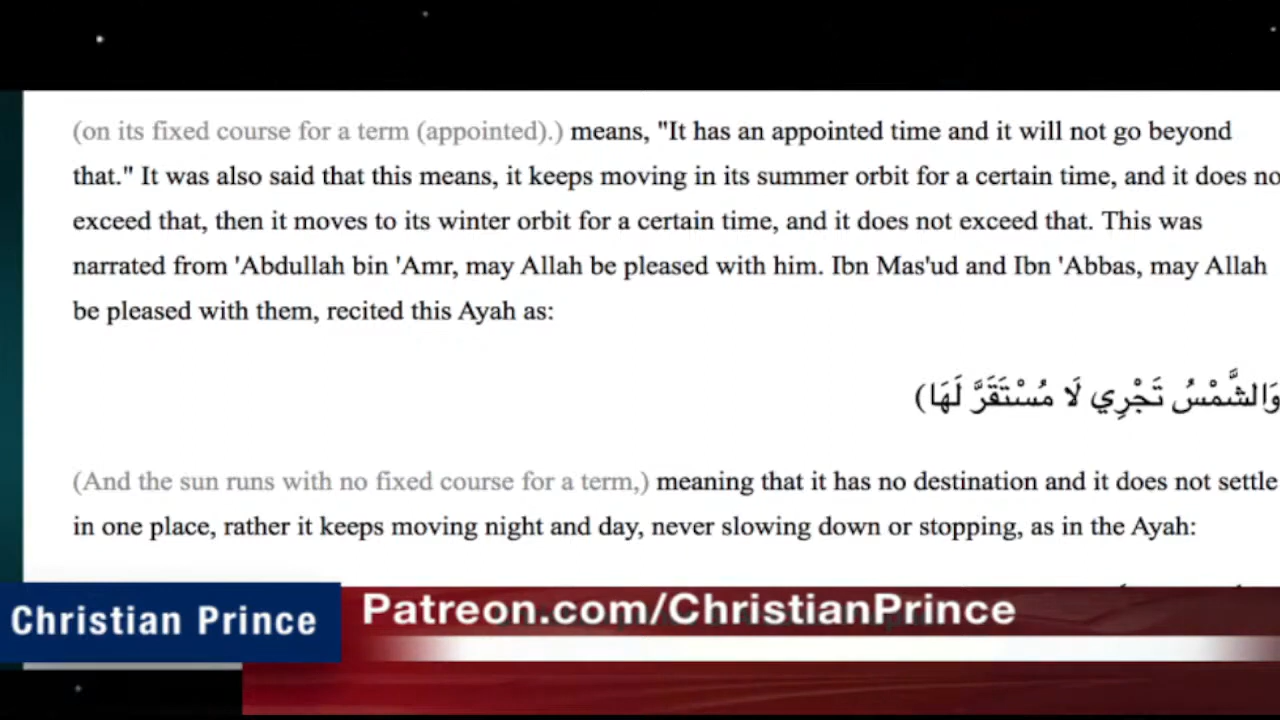 (on its fixed course for a term (appointed).) means, "It has an appointed time and it will not go beyond
that." It was also said that this means, it keeps moving in its summer orbit for a certain time, and it does no
exceed that, then it moves to its winter orbit for a certain time, and it does not exceed that. This was
narrated from 'Abdullah bin 'Amr, may Allah be pleased with him. Ibn Mas'ud and Ibn 'Abbas, may Allah
be pleased with them, recited this Ayah as:
وَالشَّمْسُ تَجْرِي لَا مُسْتَقَرَّ لَهَا)
(And the sun runs with no fixed course for a term,) meaning that it has no destination and it does not settle
in one place, rather it keeps moving night and day, never slowing down or stopping, as in the Ayah:
Christian Prince
Patreon.com/ChristianPrince